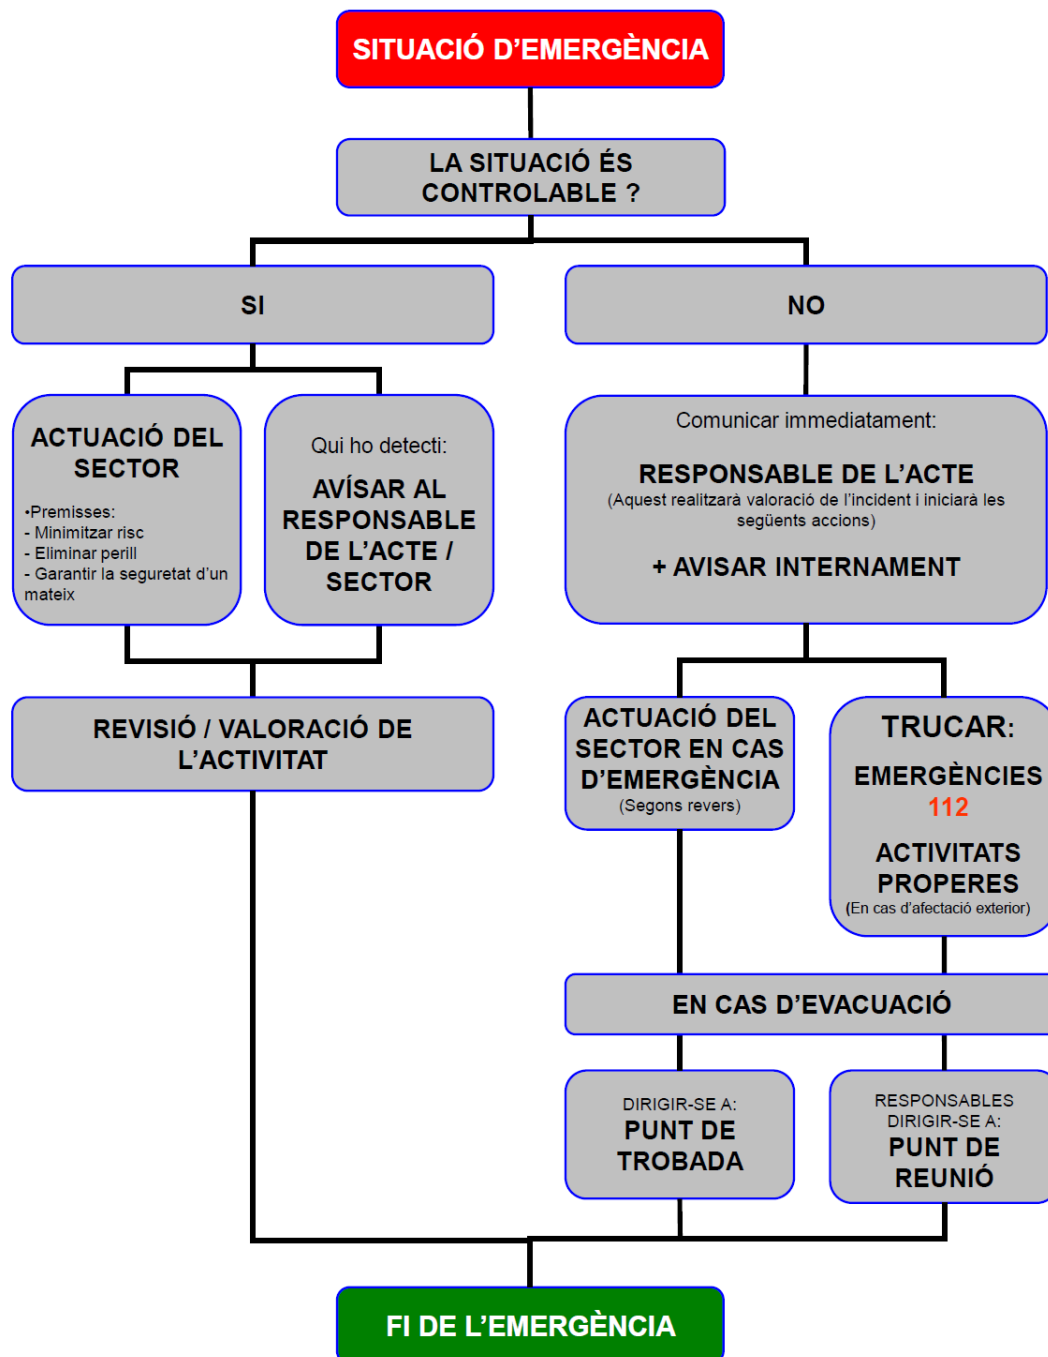 SITUACIÓ D’EMERGÈNCIA
LA SITUACIÓ ÉS
CONTROLABLE ?
SI
NO
ACTUACIÓ DEL
SECTOR
•Premisses:
- Minimitzar risc
- Eliminar perill
- Garantir la seguretat d’un
mateix
Qui ho detecti:
AVÍSAR AL
RESPONSABLE
DE L’ACTE /
SECTOR
Comunicar immediatament:
RESPONSABLE DE L’ACTE
(Aquest realitzarà valoració de l’incident i iniciarà les
següents accions)
+ AVISAR INTERNAMENT
REVISIÓ / VALORACIÓ DE
L’ACTIVITAT
ACTUACIÓ DEL
SECTOR EN CAS
D’EMERGÈNCIA
(Segons revers)
TRUCAR:
EMERGÈNCIES
112
ACTIVITATS
PROPERES
(En cas d’afectació exterior)
EN CAS D’EVACUACIÓ
DIRIGIR-SE A:
PUNT DE
TROBADA
RESPONSABLES
DIRIGIR-SE A:
PUNT DE
REUNIÓ
FI DE L’EMERGÈNCIA